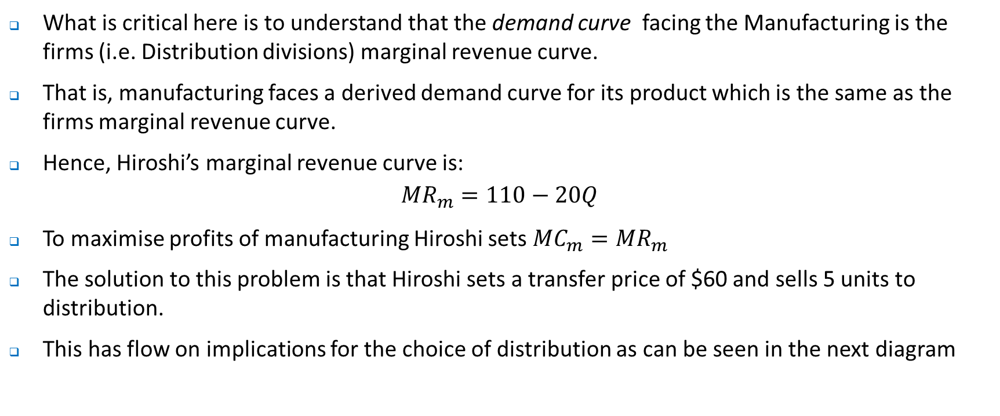 What is critical here is to understand that the demand curve facing the Manufacturing is the
firms (i.e. Distribution divisions) marginal revenue curve.
That is, manufacturing faces a derived demand curve for its product which is the same as the
firms marginal revenue curve.
Hence, Hiroshi’s marginal revenue curve is:
MRₘ = 110 − 20Q
To maximise profits of manufacturing Hiroshi sets MCₘ = MRₘ
The solution to this problem is that Hiroshi sets a transfer price of $60 and sells 5 units to
distribution.
This has flow on implications for the choice of distribution as can be seen in the next diagram